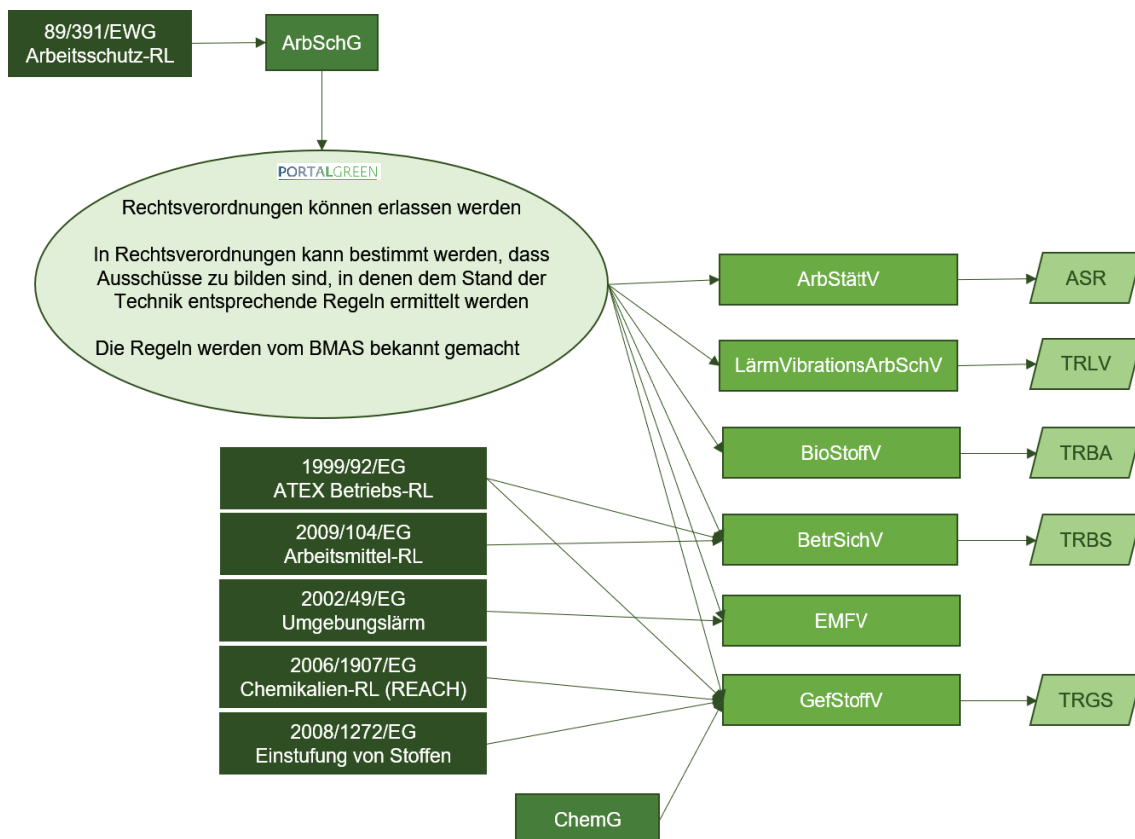 89/391/EWG
Arbeitsschutz-RL
ArbSchG
PORTALGREEN
Rechtsverordnungen können erlassen werden
In Rechtsverordnungen kann bestimmt werden, dass
Ausschüsse zu bilden sind, in denen dem Stand der
Technik entsprechende Regeln ermittelt werden
Die Regeln werden vom BMAS bekannt gemacht
ArbStättV
ASR
LärmVibrationsArbSchV
TRLV
BioStoffV
TRBA
1999/92/EG
ATEX Betriebs-RL
2009/104/EG
Arbeitsmittel-RL
BetrSichV
TRBS
2002/49/EG
Umgebungslärm
EMFV
2006/1907/EG
Chemikalien-RL (REACH)
GefStoffV
TRGS
2008/1272/EG
Einstufung von Stoffen
ChemG